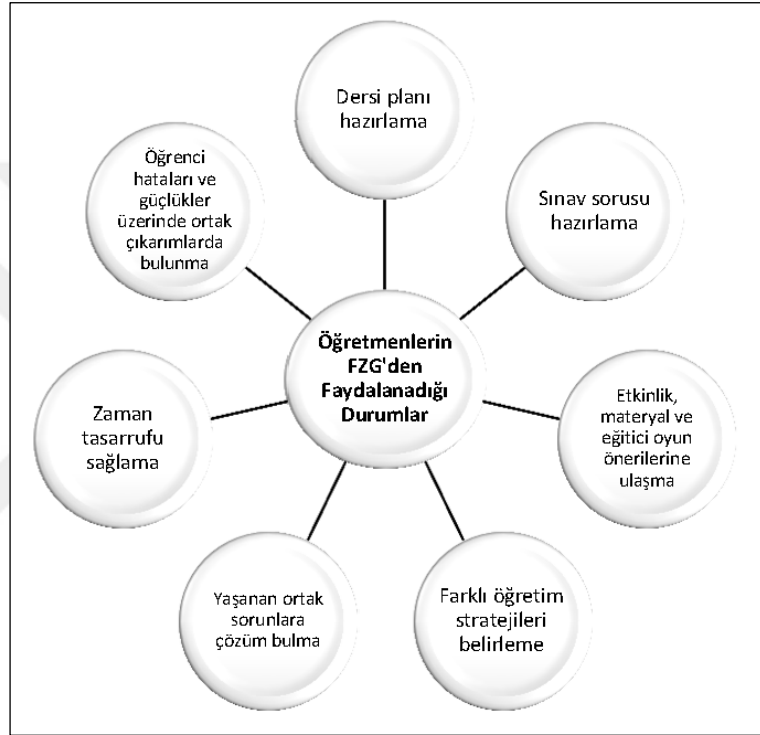 Dersi planı
hazırlama
Sınav sorusu
hazırlama
Etkinlik,
materyal ve
eğitici oyun
önerilerine
ulaşma
Farklı öğretim
stratejileri
belirleme
Yaşanan ortak
sorunlara
çözüm bulma
Zaman
tasarrufu
sağlama
Öğrenci
hataları ve
güçlükler
üzerinde ortak
çıkarımlarda
bulunma
Öğretmenlerin
FZG'den
Faydalanadığı
Durumlar